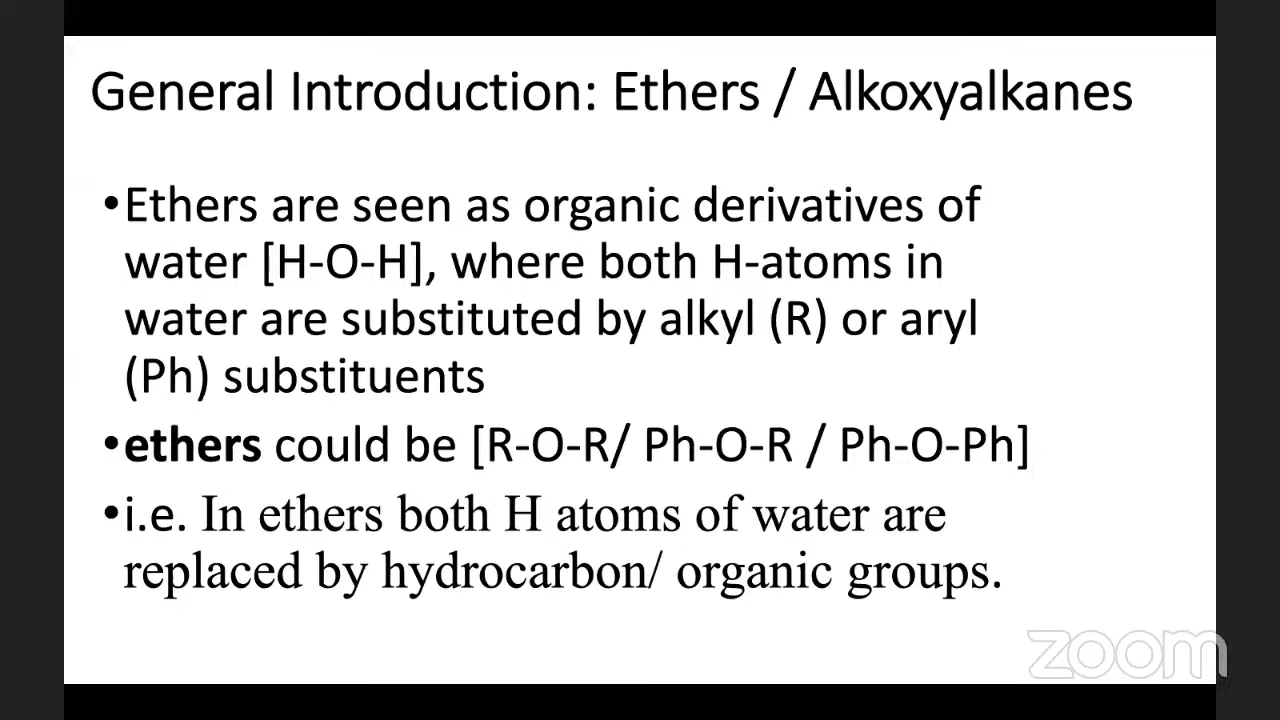 General Introduction: Ethers / Alkoxyalkanes
•Ethers are seen as organic derivatives of
water [H-O-H], where both H-atoms in
water are substituted by alkyl (R) or aryl
(Ph) substituents
•ethers could be [R-O-R/ Ph-O-R / Ph-O-Ph]
•i.e. In ethers both H atoms of water are
replaced by hydrocarbon/ organic groups.
zoom